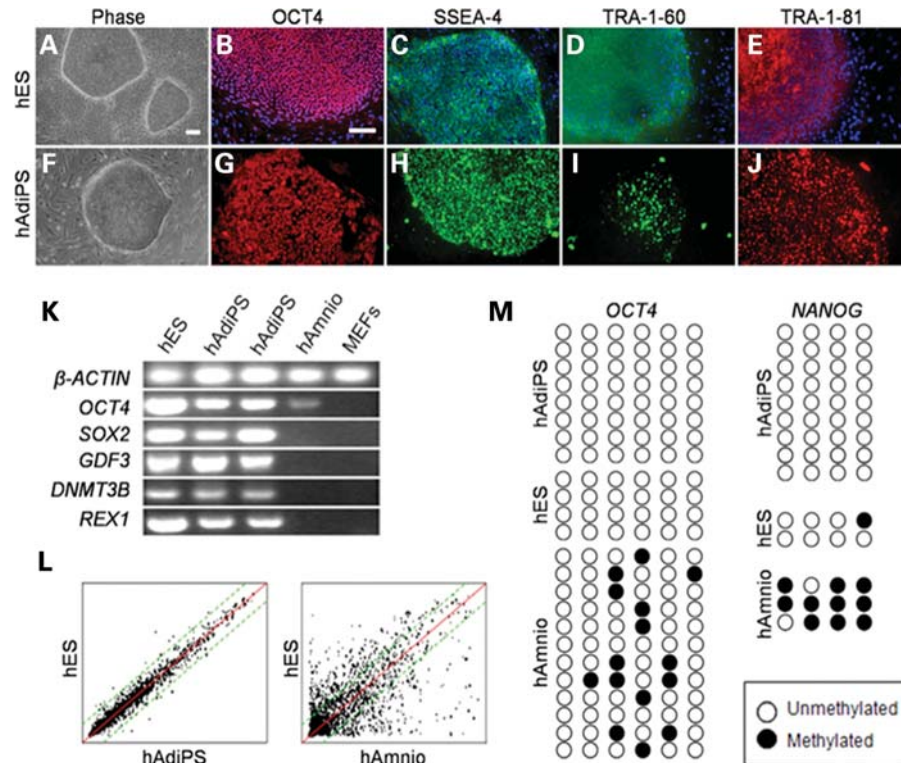 Phase OCT4 SSEA-4 TRA-1-60 TRA-1-81
hES
A B C D E
hAdiPS
F G H I J
K
hES hAdiPS hAdiPS hAmnio MEFs
β-ACTIN
OCT4
SOX2
GDF3
DNMT3B
REX1
L
hES
hAdiPS
hES
hAmnio
M
OCT4
hAdiPS
hES
hAmnio
NANOG
hAdiPS
hES
hAmnio
Unmethylated
Methylated